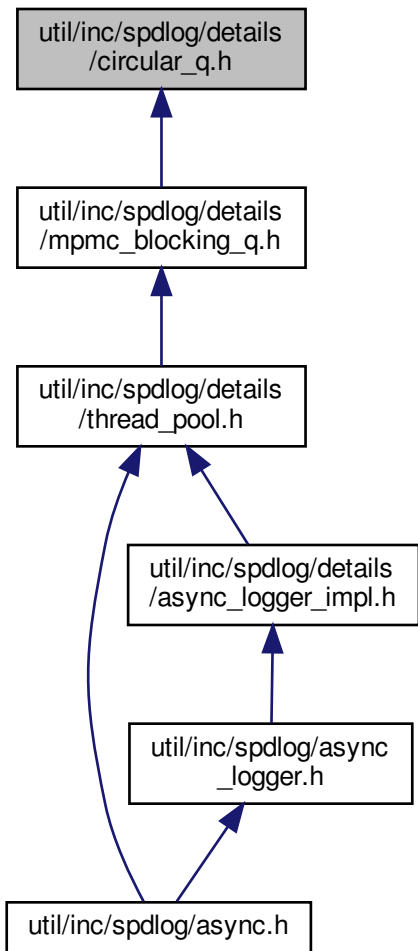 util/inc/spdlog/details
/circular_q.h
util/inc/spdlog/details
/mpmc_blocking_q.h
util/inc/spdlog/details
/thread_pool.h
util/inc/spdlog/details
/async_logger_impl.h
util/inc/spdlog/async
_logger.h
util/inc/spdlog/async.h